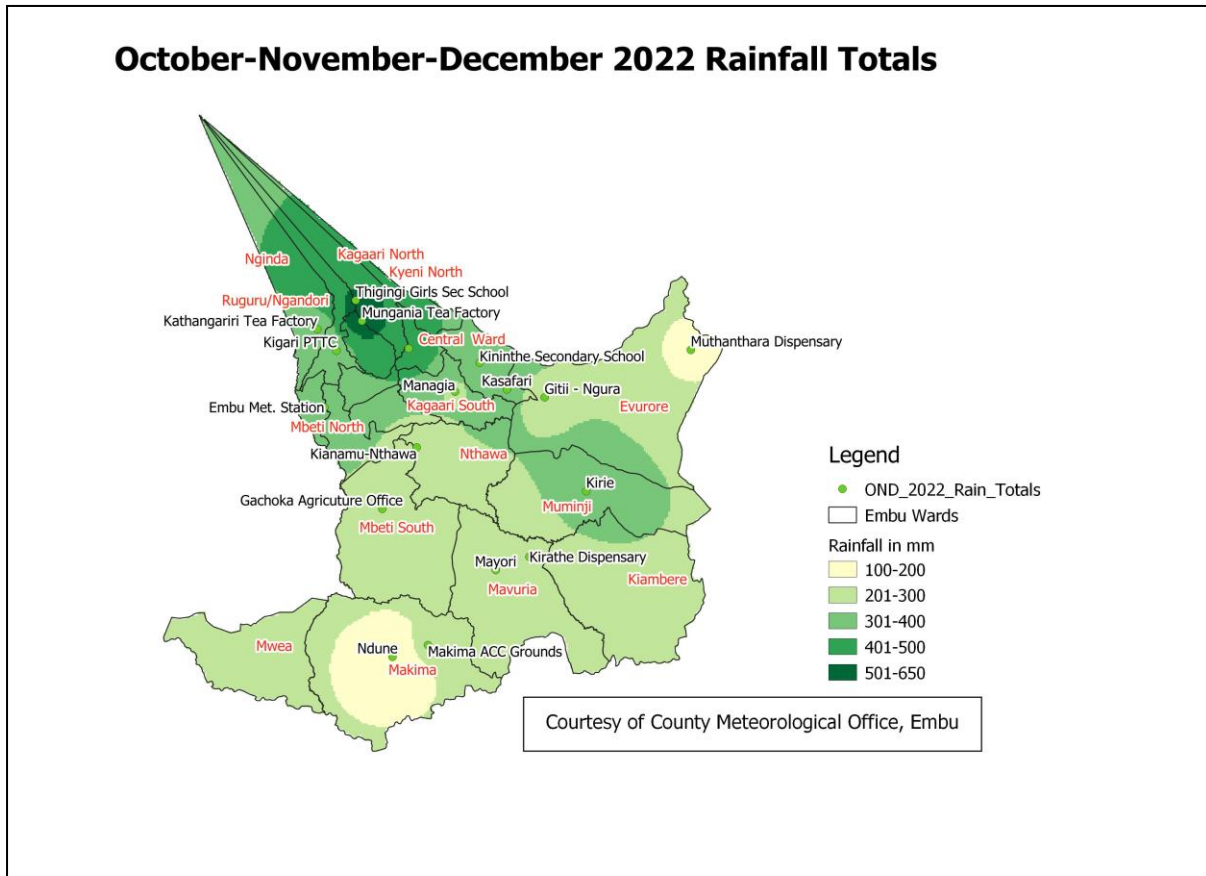 October-November-December 2022 Rainfall Totals
Nginda
Kagaari North
Kyeni North
Thigingi Girls Sec School
Ruguru/Ngandori
Mungania Tea Factory
Kathangariri Tea Factory
Kigari PTTC
Central Ward
Kininthe Secondary School
Mūthanthara Dispensary
Managia
Kasafari
Gitii - Ngura
Embu Met. Station
Kagaari South
Evurore
Mbeti North
Kianamu-Nthawa
Nthawa
Kirie
Gachoka Agricuture Office
Muminji
Mbeti South
Mayori
Kirathe Dispensary
Mavuria
Kiambere
Mwea
Ndune
Makima ACC Grounds
Makima
Legend
OND_2022_Rain_Totals
Embu Wards
Rainfall in mm
100-200
201-300
301-400
401-500
501-650
Courtesy of County Meteorological Office, Embu